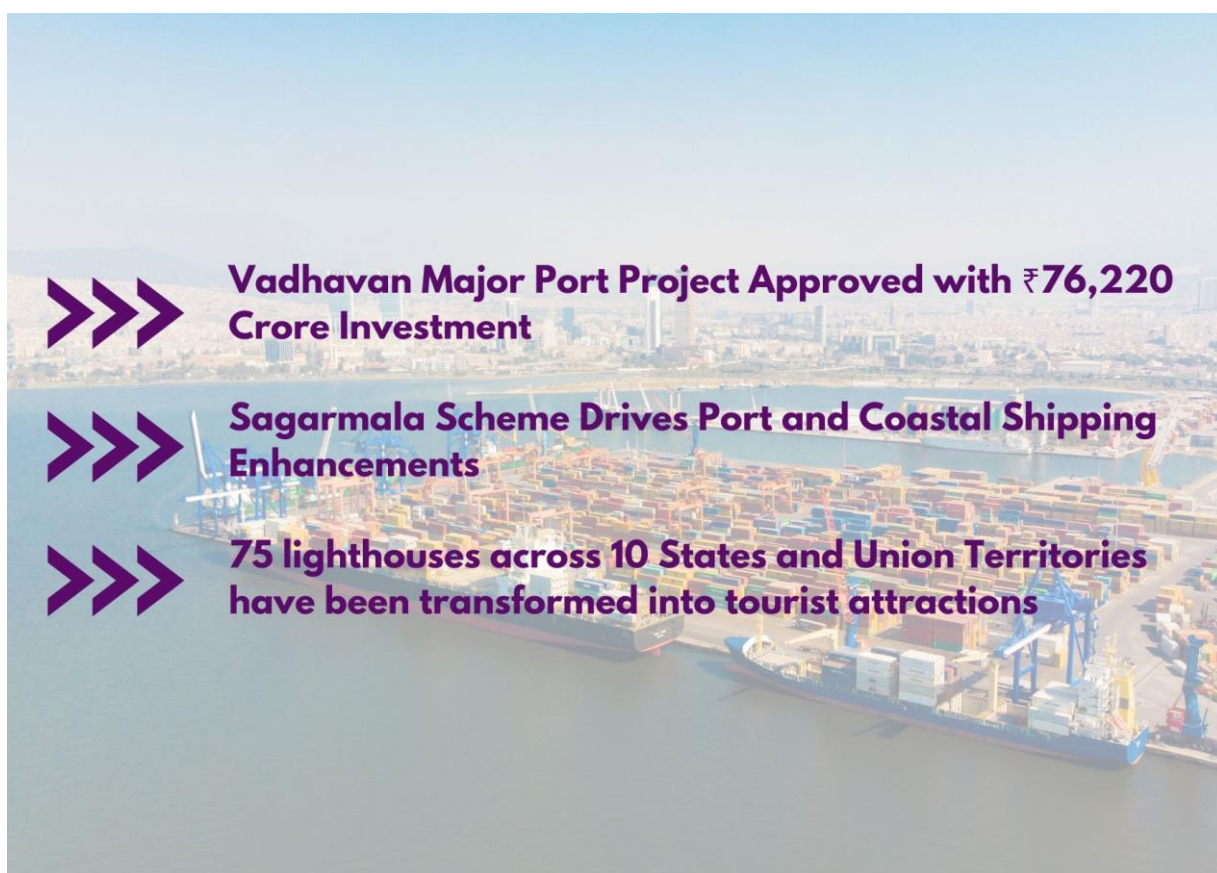 Vadhavan Major Port Project Approved with ₹76,220
Crore Investment
Sagarmala Scheme Drives Port and Coastal Shipping
Enhancements
75 lighthouses across 10 States and Union Territories
have been transformed into tourist attractions